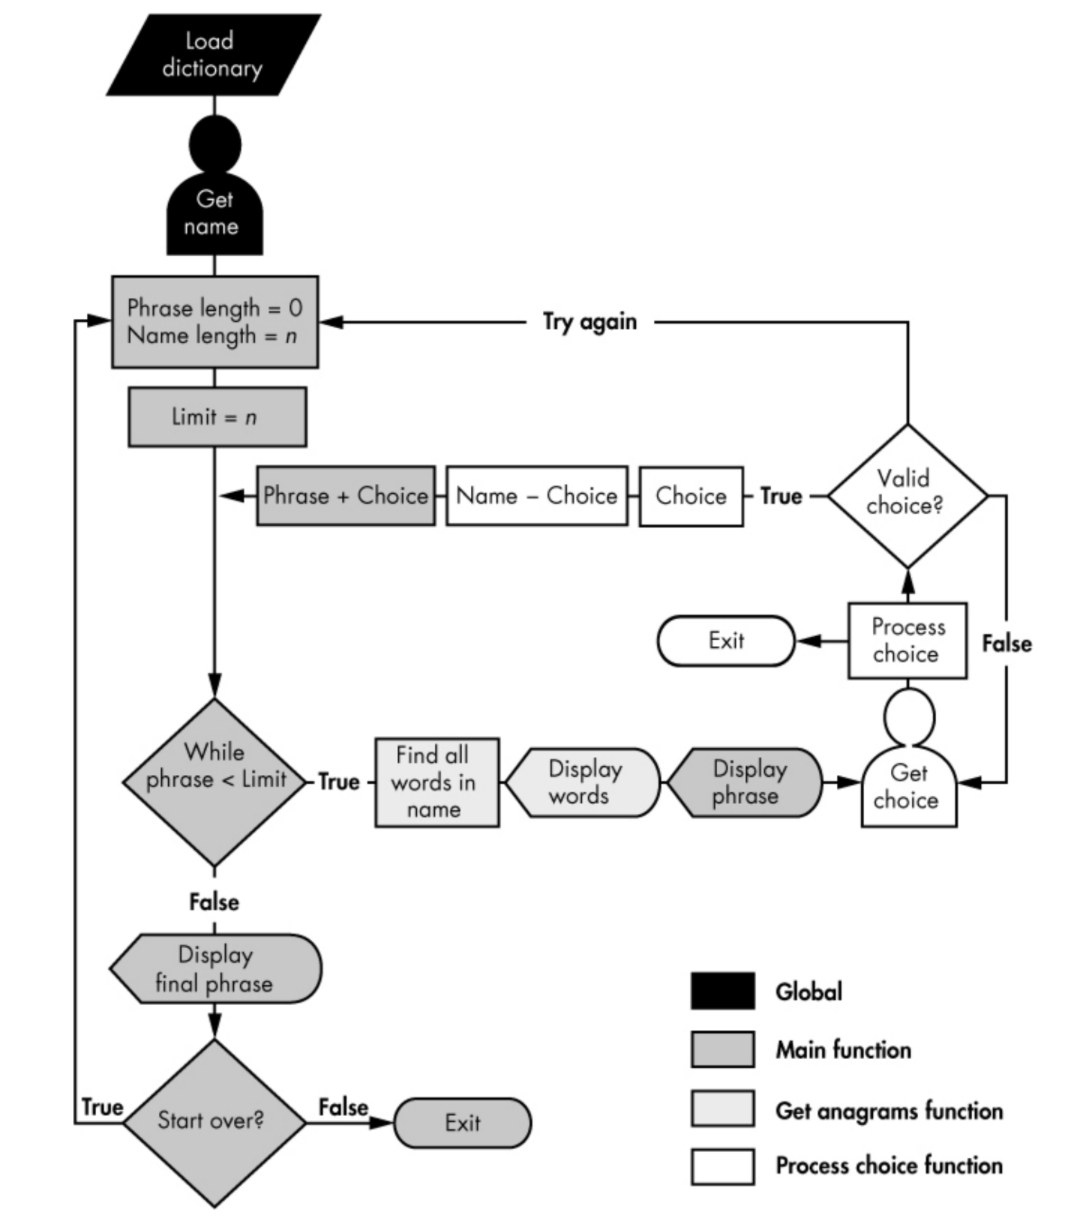 Load
dictionary
Get
name
Phrase length = 0
Name length = n
Try again
Limit = n
Phrase + Choice
Name – Choice
Choice
True
Valid
choice?
Process
choice
Exit
False
While
phrase < Limit
True
Find all
words in
name
Display
words
Display
phrase
Get
choice
False
Display
final phrase
Start over?
True
False
Exit
Global
Main function
Get anagrams function
Process choice function